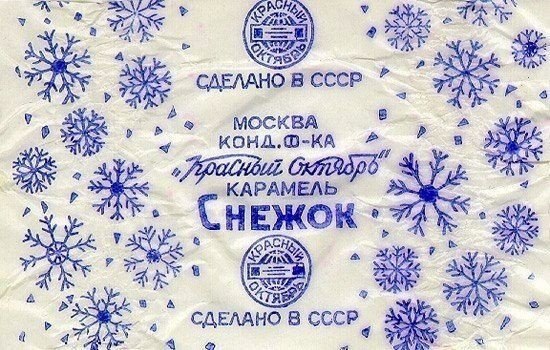 КРАСНЫЙ
ОКТЯБРЬ
СДЕЛАНО В СССР
МОСКВА
КОНД. Ф-КА
„Красный Октябрь"
КАРАМЕЛЬ
СНЕЖОК
КРАСНЫЙ
ОКТЯБРЬ
СДЕЛАНО В СССР